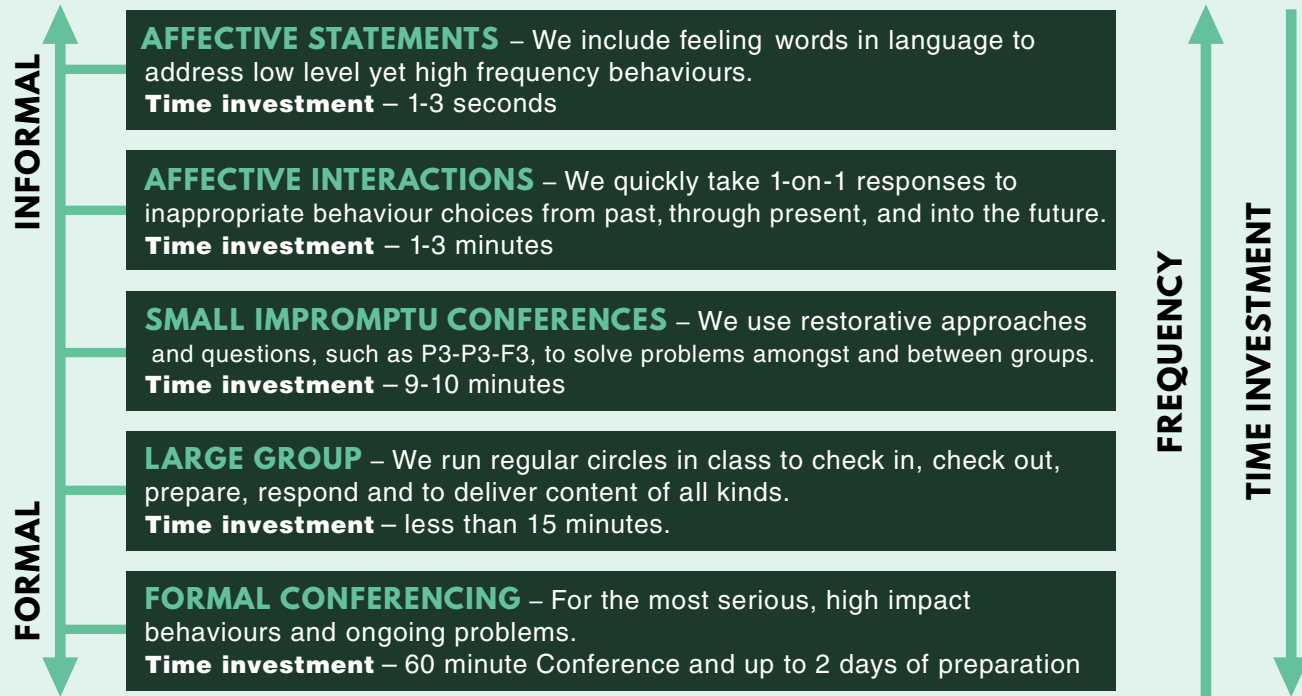 INFORMAL
FORMAL
AFFECTIVE STATEMENTS – We include feeling words in language to
address low level yet high frequency behaviours.
Time investment – 1-3 seconds
AFFECTIVE INTERACTIONS – We quickly take 1-on-1 responses to
inappropriate behaviour choices from past, through present, and into the future.
Time investment – 1-3 minutes
SMALL IMPROMPTU CONFERENCES – We use restorative approaches
and questions, such as P3-P3-F3, to solve problems amongst and between groups.
Time investment – 9-10 minutes
LARGE GROUP – We run regular circles in class to check in, check out,
prepare, respond and to deliver content of all kinds.
Time investment – less than 15 minutes.
FORMAL CONFERENCING – For the most serious, high impact
behaviours and ongoing problems.
Time investment – 60 minute Conference and up to 2 days of preparation
FREQUENCY
TIME INVESTMENT